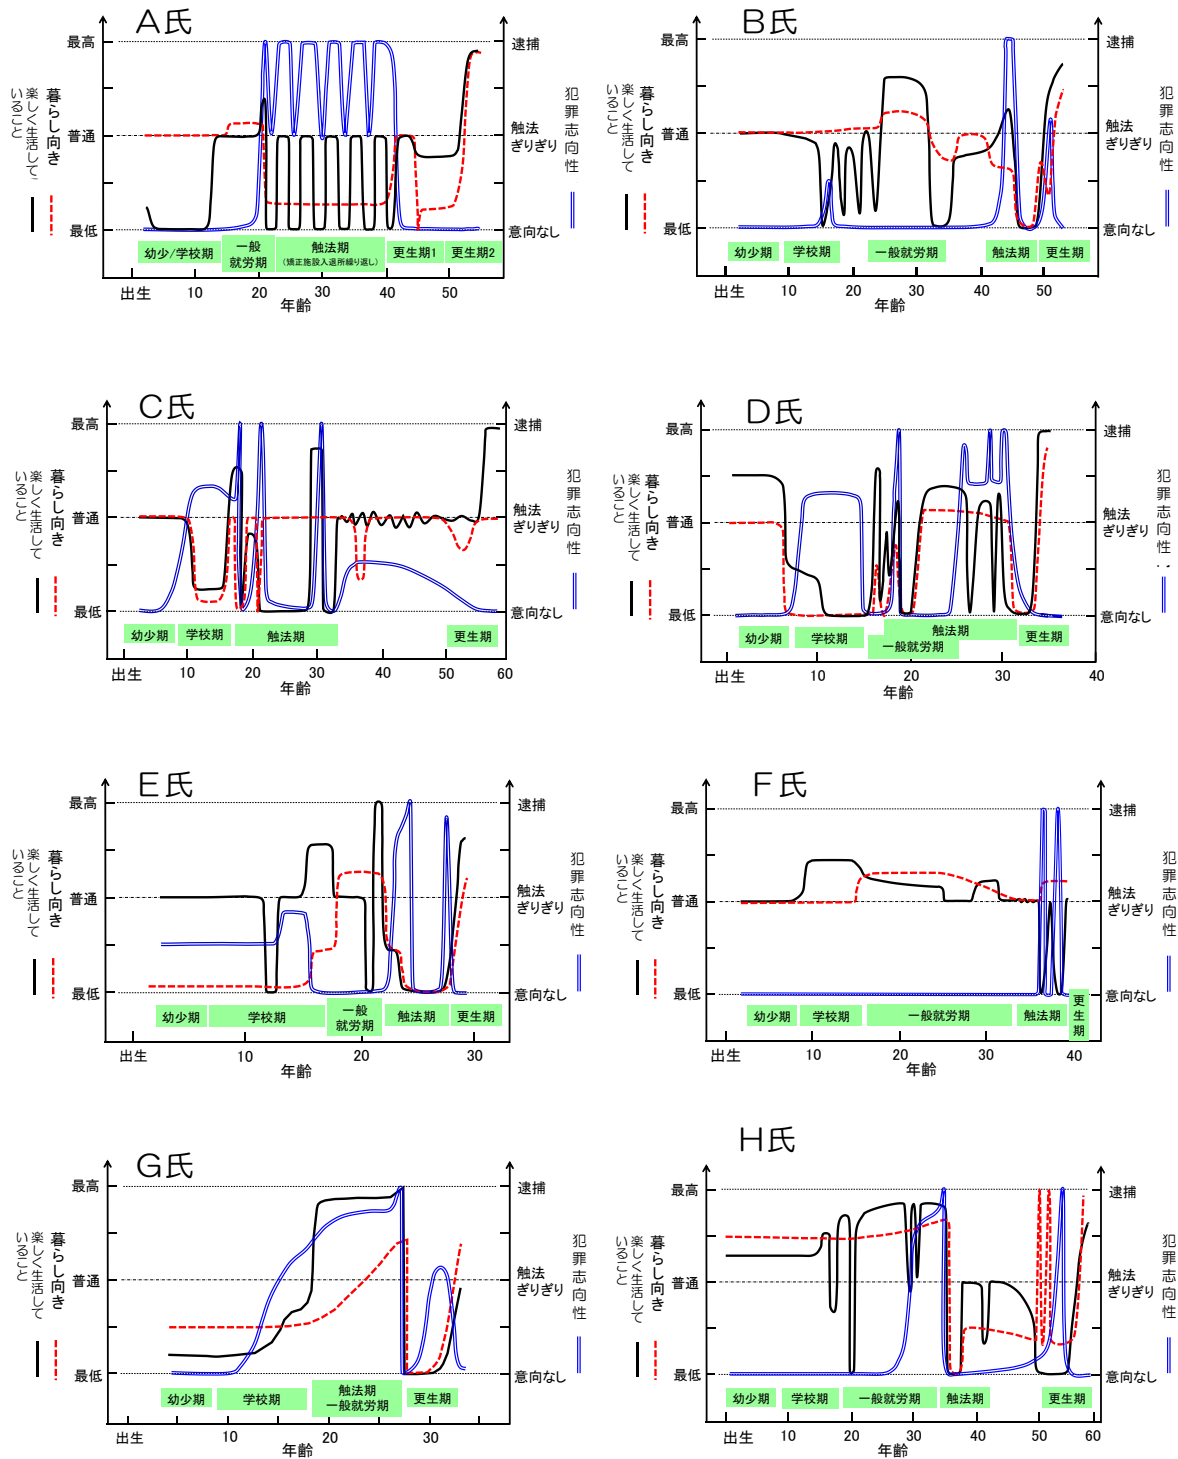 A氏
最高
普通
最低
暮らし向き
楽しく生活して
いること
逮捕
触法
ぎりぎり
意向なし
犯罪志向性
幼少/学校期
一般
就労期
触法期
(矯正施設入退所繰り返し)
更生期1
更生期2
出生
10
20
30
40
50
年齢
B氏
最高
普通
最低
暮らし向き
楽しく生活して
いること
逮捕
触法
ぎりぎり
意向なし
犯罪志向性
幼少期
学校期
一般就労期
触法期
更生期
出生
10
20
30
40
50
年齢
C氏
最高
普通
最低
暮らし向き
楽しく生活して
いること
逮捕
触法
ぎりぎり
意向なし
犯罪志向性
幼少期
学校期
触法期
更生期
出生
10
20
30
40
50
60
年齢
D氏
最高
普通
最低
暮らし向き
楽しく生活して
いること
逮捕
触法
ぎりぎり
意向なし
犯罪志向性
幼少期
学校期
触法期
一般就労期
更生期
出生
10
20
30
40
年齢
E氏
最高
普通
最低
暮らし向き
楽しく生活して
いること
逮捕
触法
ぎりぎり
意向なし
犯罪志向性
幼少期
学校期
一般
就労期
触法期
更生期
出生
10
20
30
年齢
F氏
最高
普通
最低
暮らし向き
楽しく生活して
いること
逮捕
触法
ぎりぎり
意向なし
犯罪志向性
幼少期
学校期
一般就労期
触法期
更生期
出生
10
20
30
40
年齢
G氏
最高
普通
最低
暮らし向き
楽しく生活して
いること
逮捕
触法
ぎりぎり
意向なし
犯罪志向性
幼少期
学校期
触法期
一般就労期
更生期
出生
10
20
30
年齢
H氏
最高
普通
最低
暮らし向き
楽しく生活して
いること
逮捕
触法
ぎりぎり
意向なし
犯罪志向性
幼少期
学校期
一般就労期
触法期
更生期
出生
10
20
30
40
50
60
年齢